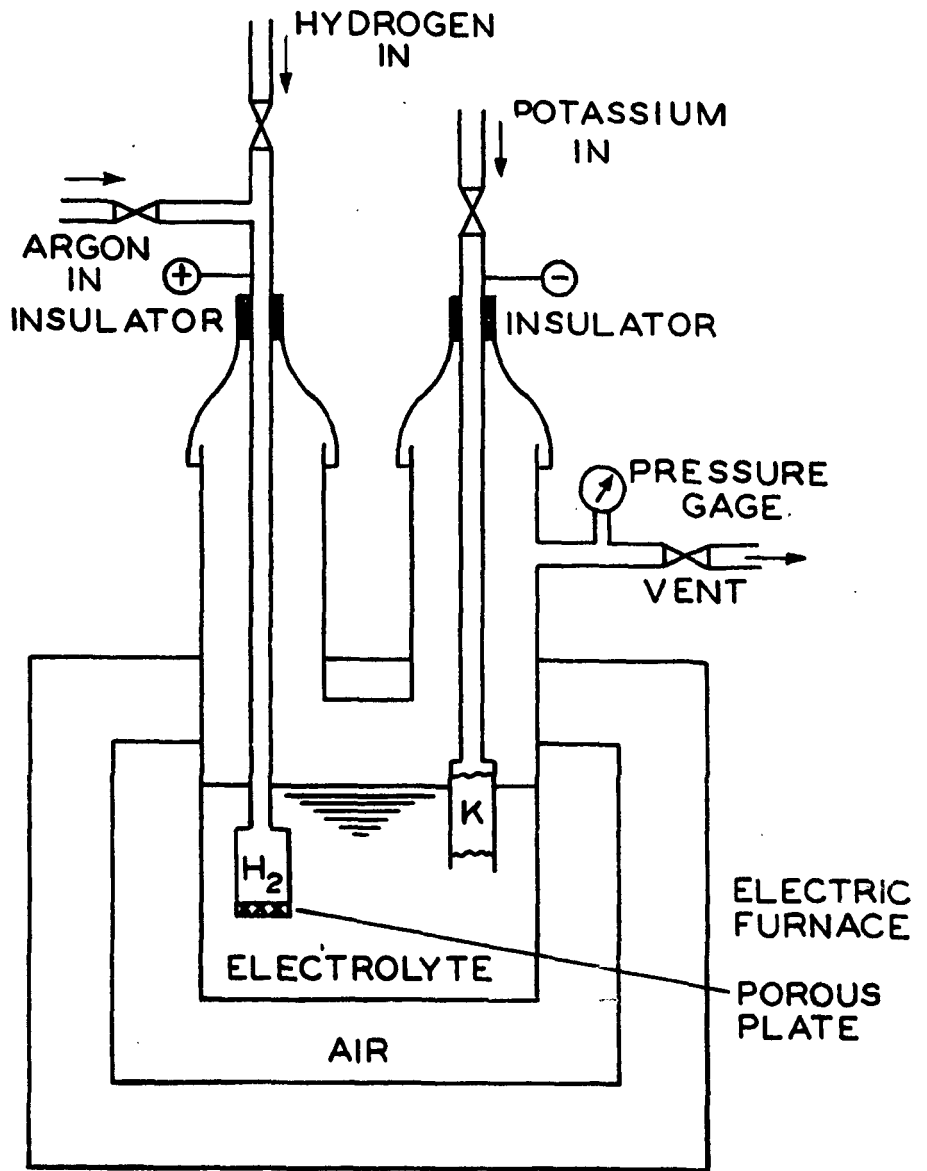 HYDROGEN
IN
POTASSIUM
IN
ARGON
IN
+
−
INSULATOR
INSULATOR
PRESSURE
GAGE
VENT
K
H₂
ELECTRIC
FURNACE
ELECTROLYTE
POROUS
PLATE
AIR